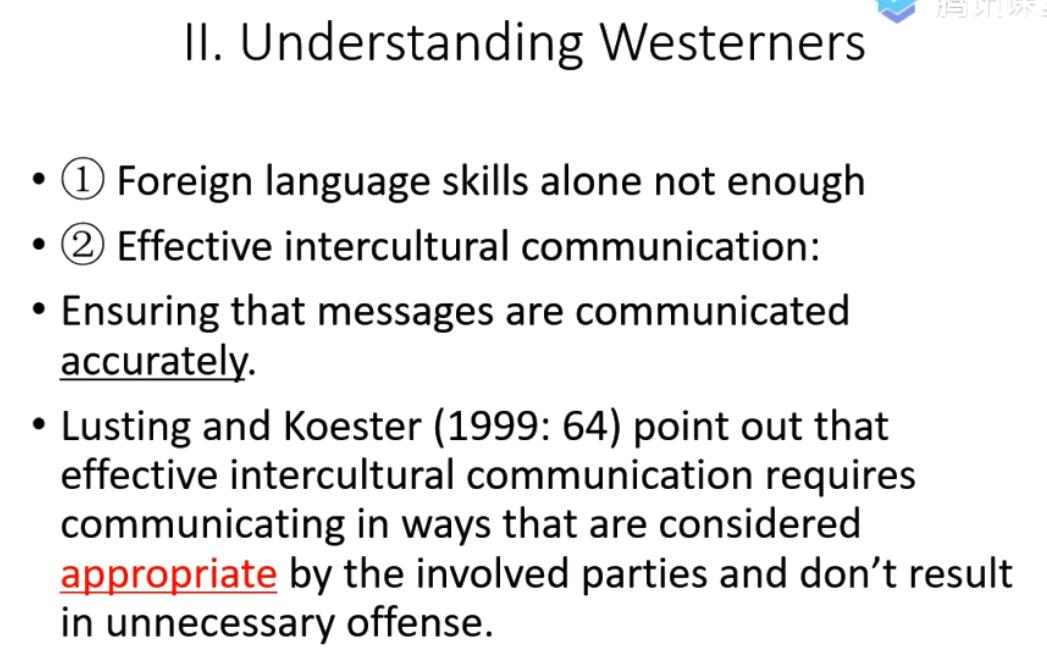 II. Understanding Westerners
• ① Foreign language skills alone not enough
• ② Effective intercultural communication:
• Ensuring that messages are communicated
accurately.
• Lusting and Koester (1999: 64) point out that
effective intercultural communication requires
communicating in ways that are considered
appropriate by the involved parties and don’t result
in unnecessary offense.